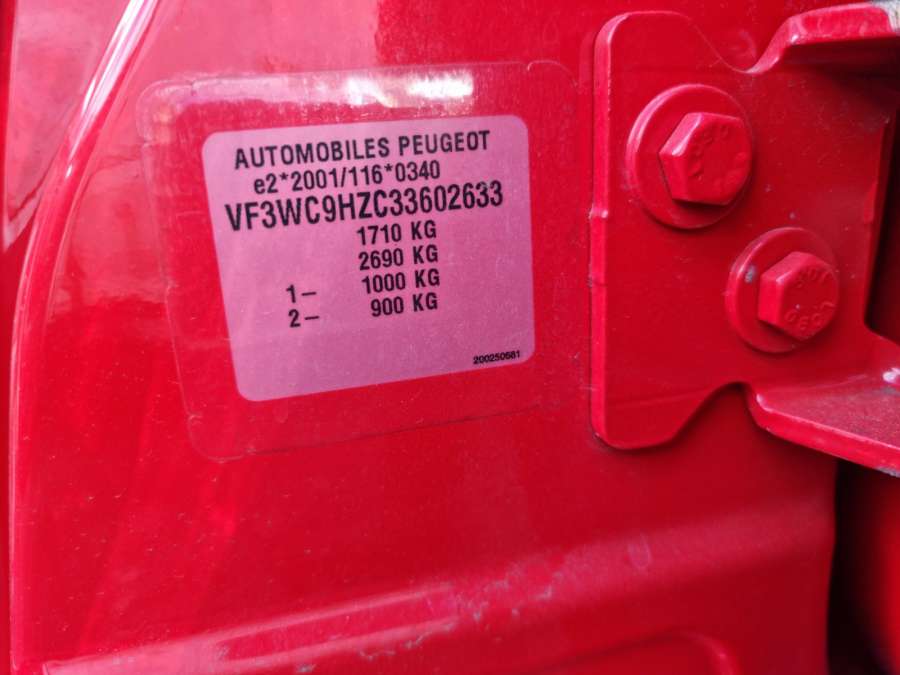 AUTOMOBILES PEUGEOT
e2*2001/116*0340
VF3WC9HZC33602633
1710 KG
2690 KG
1– 1000 KG
2– 900 KG
200250681